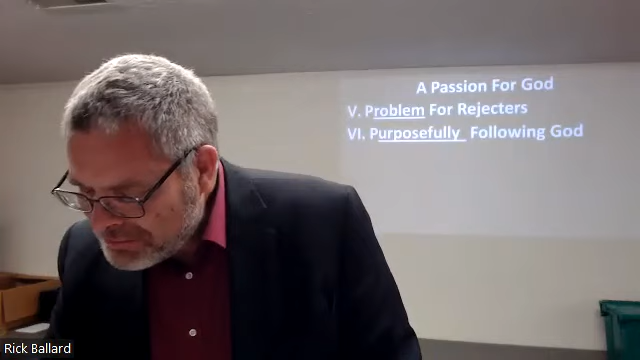 A Passion For God
V. Problem For Rejecters
VI. Purposefully Following God
Rick Ballard